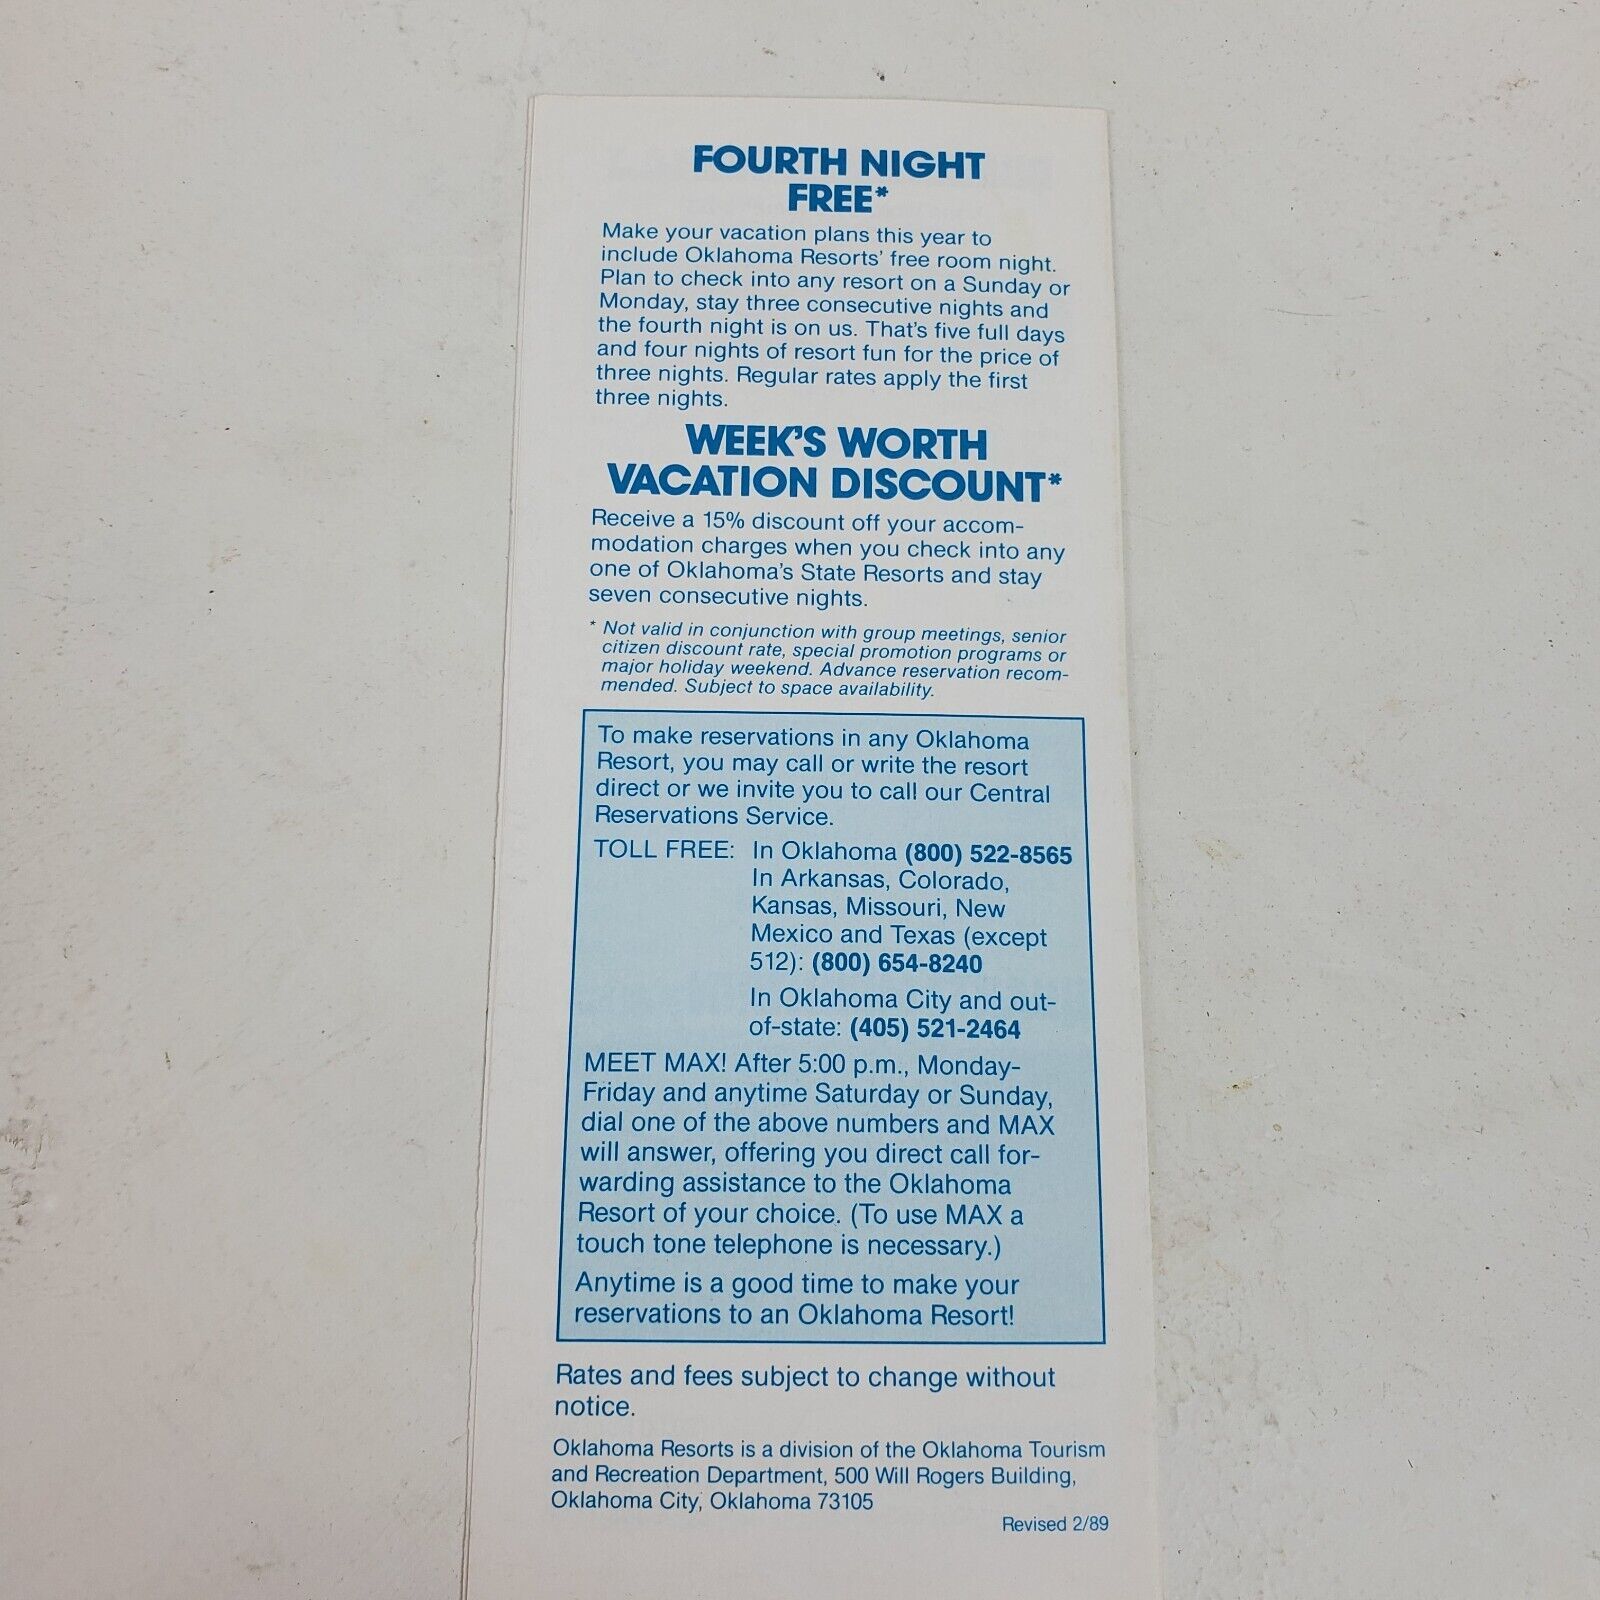 FOURTH NIGHT
FREE*
Make your vacation plans this year to
include Oklahoma Resorts' free room night.
Plan to check into any resort on a Sunday or
Monday, stay three consecutive nights and
the fourth night is on us. That's five full days
and four nights of resort fun for the price of
three nights. Regular rates apply the first
three nights.
WEEK'S WORTH
VACATION DISCOUNT*
Receive a 15% discount off your accom-
modation charges when you check into any
one of Oklahoma's State Resorts and stay
seven consecutive nights.
* Not valid in conjunction with group meetings, senior
citizen discount rate, special promotion programs or
major holiday weekend. Advance reservation recom-
mended. Subject to space availability.
To make reservations in any Oklahoma
Resort, you may call or write the resort
direct or we invite you to call our Central
Reservations Service.
TOLL FREE: In Oklahoma (800) 522-8565
In Arkansas, Colorado,
Kansas, Missouri, New
Mexico and Texas (except
512): (800) 654-8240
In Oklahoma City and out-
of-state: (405) 521-2464
MEET MAX! After 5:00 p.m., Monday-
Friday and anytime Saturday or Sunday,
dial one of the above numbers and MAX
will answer, offering you direct call for-
warding assistance to the Oklahoma
Resort of your choice. (To use MAX a
touch tone telephone is necessary.)
Anytime is a good time to make your
reservations to an Oklahoma Resort!
Rates and fees subject to change without
notice.
Oklahoma Resorts is a division of the Oklahoma Tourism
and Recreation Department, 500 Will Rogers Building,
Oklahoma City, Oklahoma 73105
Revised 2/89